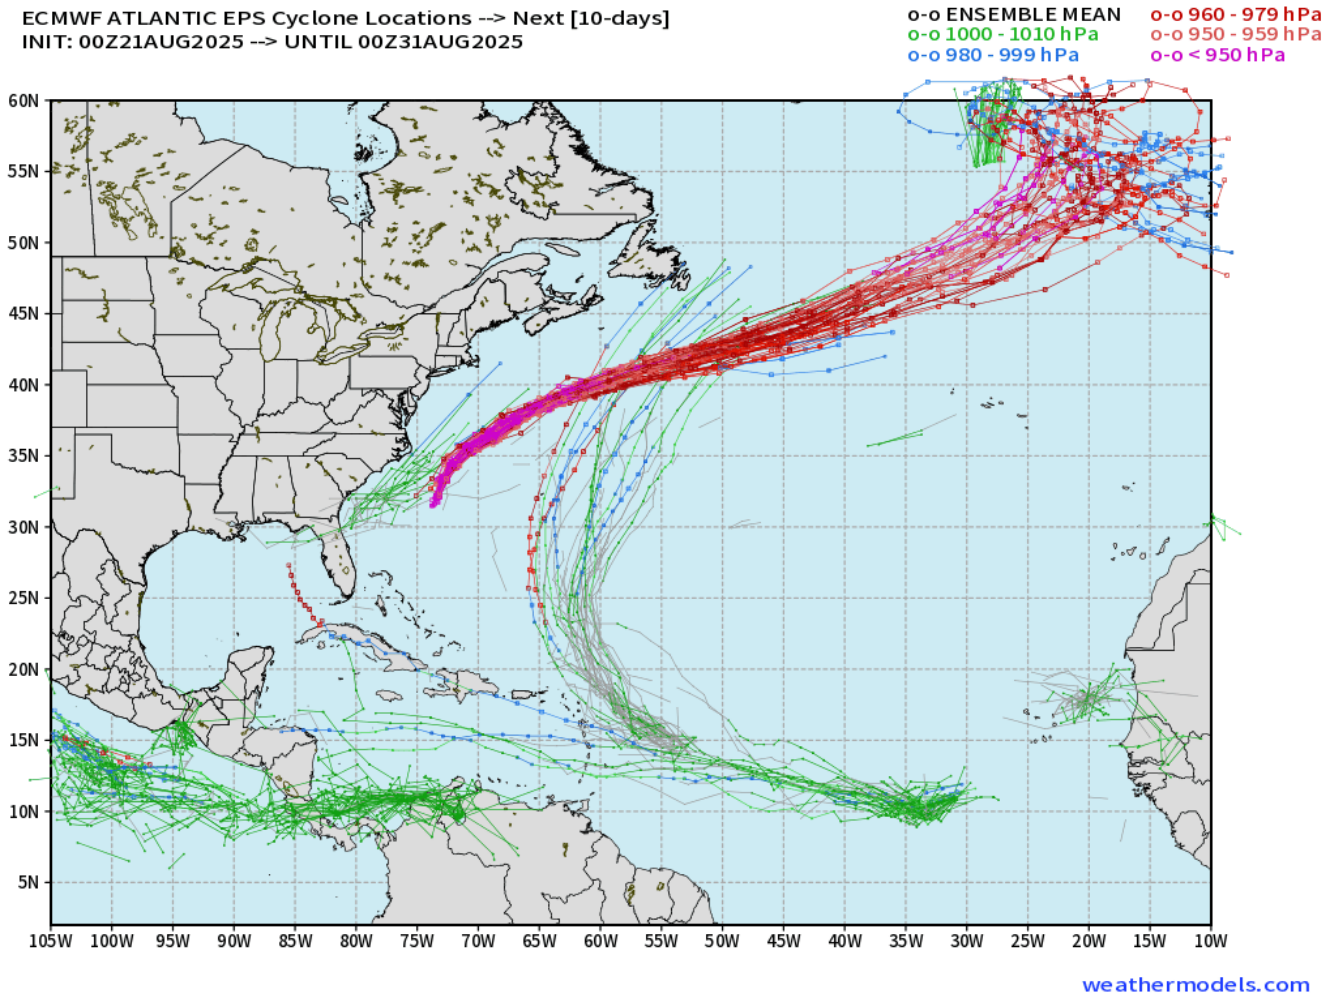 ECMWF ATLANTIC EPS Cyclone Locations --> Next [10-days]
INIT: 00Z21AUG2025 --> UNTIL 00Z31AUG2025
o-o ENSEMBLE MEAN
o-o 1000 - 1010 hPa
o-o 980 - 999 hPa
o-o 960 - 979 hPa
o-o 950 - 959 hPa
o-o < 950 hPa
60N
55N
50N
45N
40N
35N
30N
25N
20N
15N
10N
5N
105W 100W 95W 90W 85W 80W 75W 70W 65W 60W 55W 50W 45W 40W 35W 30W 25W 20W 15W 10W
weathermodels.com